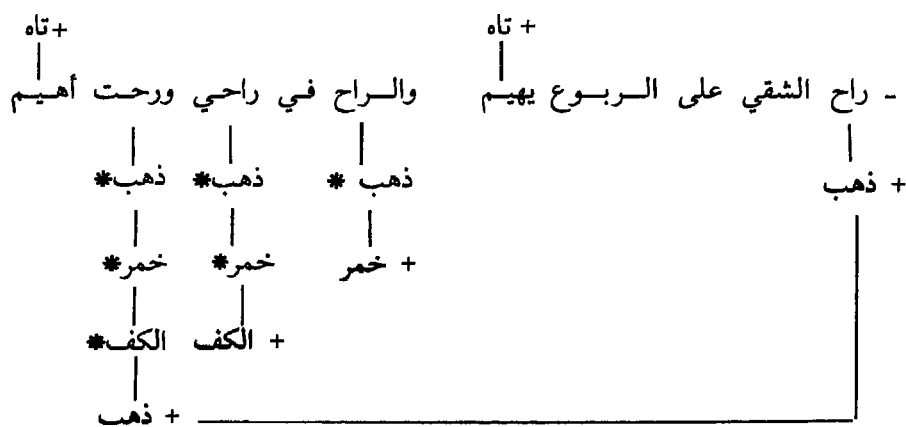 + تاه + تاه
- راح الشقي على الربوع يهيم والراح في راحي ورحت أهيم
+ ذهب ذهب * ذهب* ذهب*
+ خمر خمر* خمر*
+ الكف الكف*
+ ذهب